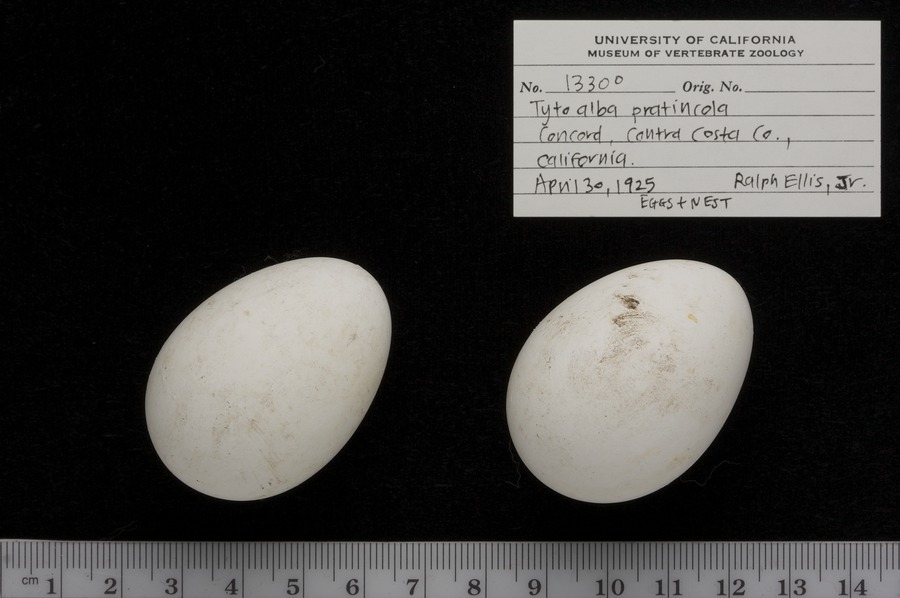 UNIVERSITY OF CALIFORNIA
MUSEUM OF VERTEBRATE ZOOLOGY
No. 13300 Orig. No.
Tyto alba pratincola
Concord, Contra Costa Co.,
California.
April 30, 1925 Ralph Ellis, Jr.
EGGS + NEST
cm 1 2 3 4 5 6 7 8 9 10 11 12 13 14